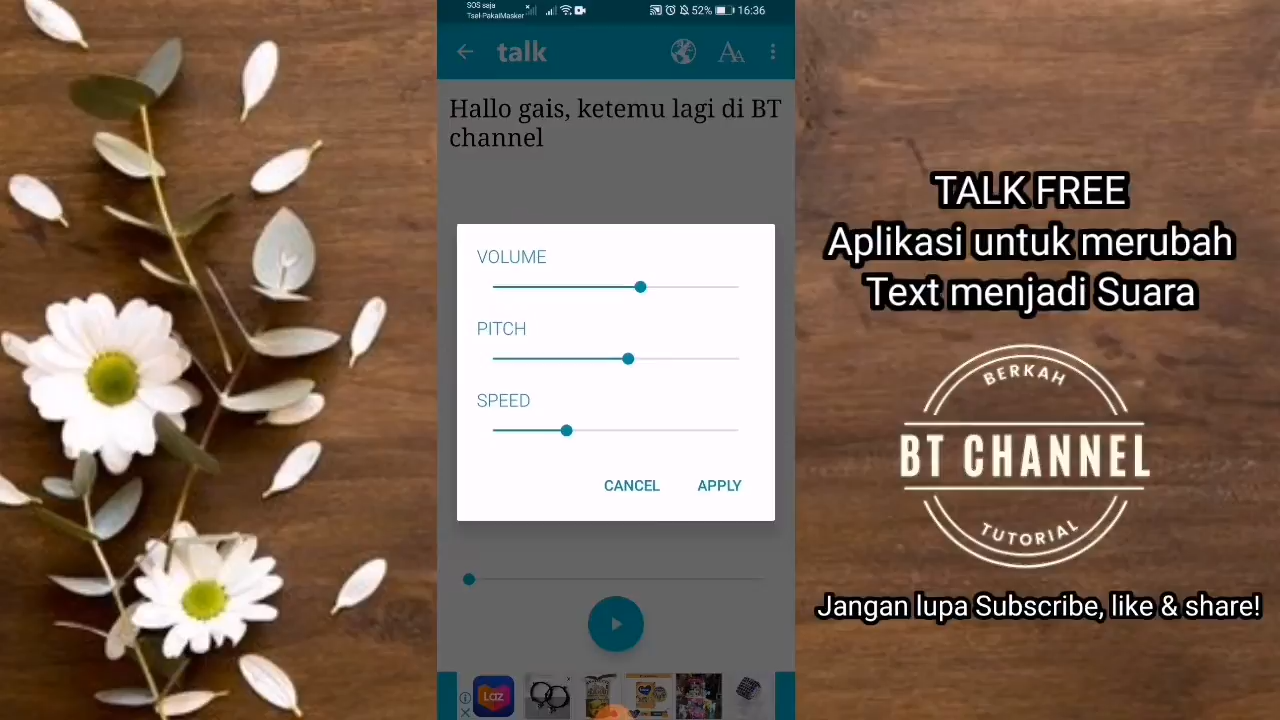 SOS saja
Tsel-PakaiMasker
52% 16:36
talk
Hallo gais, ketemu lagi di BT
channel
VOLUME
PITCH
SPEED
CANCEL APPLY
Laz
TALK FREE
Aplikasi untuk merubah
Text menjadi Suara
BERKAH
BT CHANNEL
TUTORIAL
Jangan lupa Subscribe, like & share!